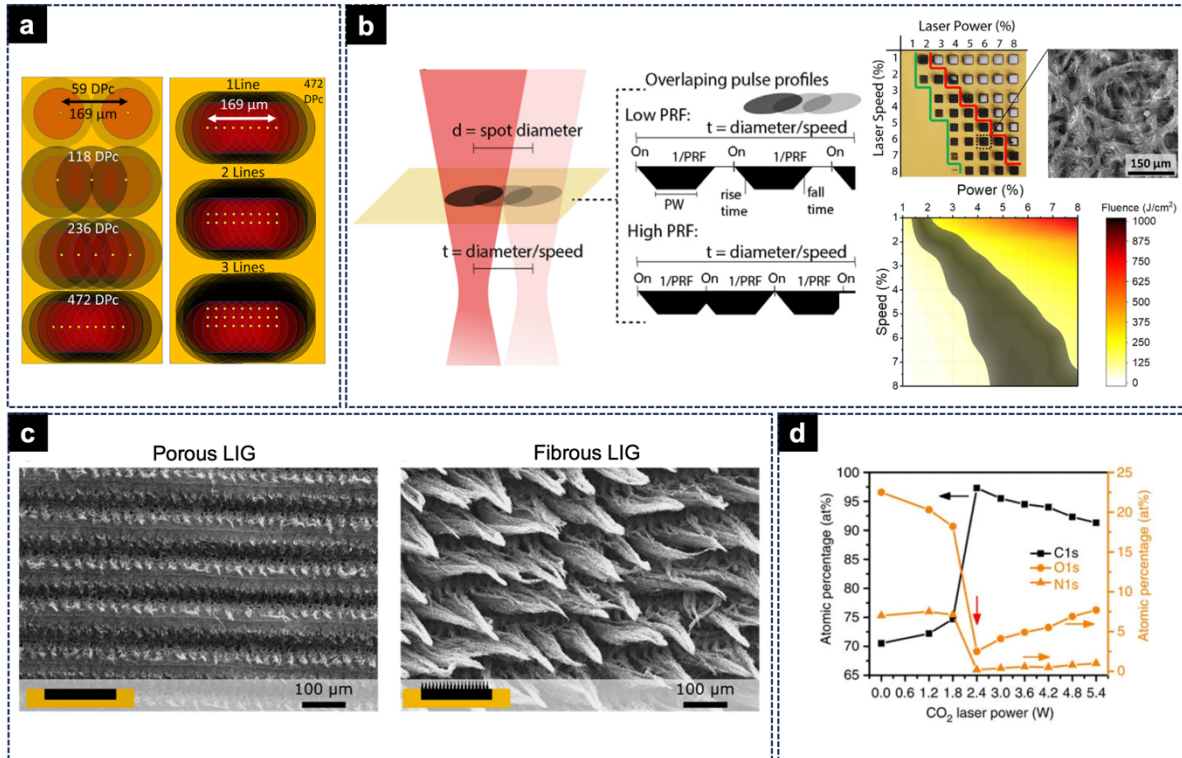 a
59 DPc
169 µm
118 DPc
236 DPc
472 DPc
1Line
472
DPc
169 µm
2 Lines
3 Lines
b
d = spot diameter
t = diameter/speed
Overlaping pulse profiles
Low PRF:
t = diameter/speed
On 1/PRF On 1/PRF On
PW
rise
time
fall
time
High PRF:
t = diameter/speed
On 1/PRF On 1/PRF On 1/PRF On
Laser Power (%)
1 2 3 4 5 6 7 8
Laser Speed (%)
1
2
3
4
5
6
7
8
150 µm
Power (%)
1 2 3 4 5 6 7 8
Speed (%)
1
2
3
4
5
6
7
8
Fluence (J/cm²)
1000
875
750
625
500
375
250
125
0
c
Porous LIG
Fibrous LIG
100 µm
100 µm
d
Atomic percentage (at%)
100
95
90
85
80
75
70
65
C1s
O1s
N1s
25
20
15
10
5
0
Atomic percentage (at%)
0.0 0.6 1.2 1.8 2.4 3.0 3.6 4.2 4.8 5.4
CO₂ laser power (W)